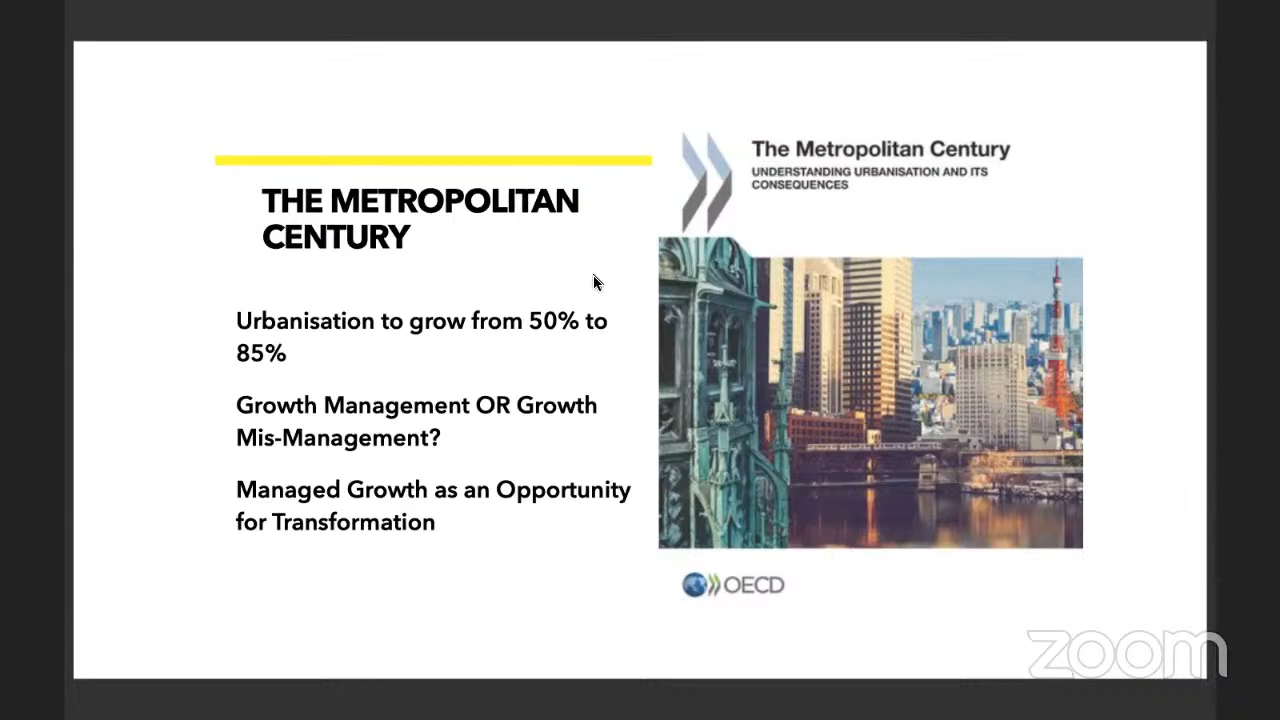 THE METROPOLITAN
CENTURY
Urbanisation to grow from 50% to
85%
Growth Management OR Growth
Mis-Management?
Managed Growth as an Opportunity
for Transformation
The Metropolitan Century
UNDERSTANDING URBANISATION AND ITS
CONSEQUENCES
OECD
zoom